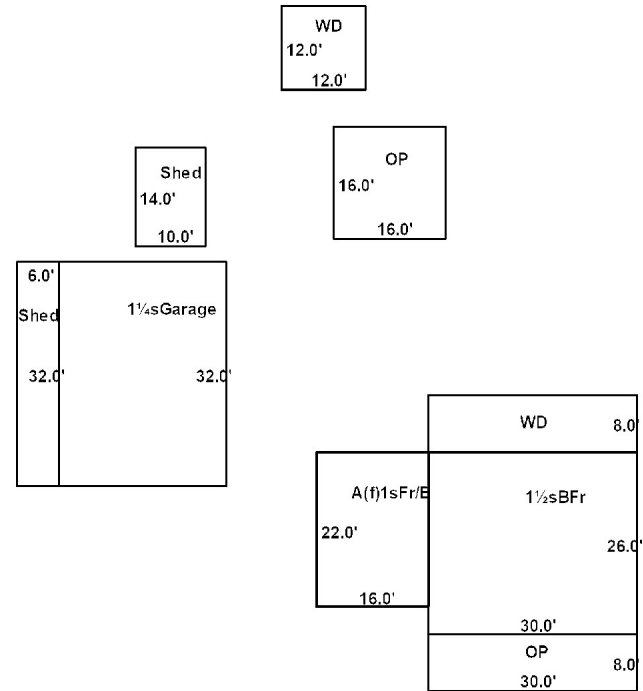 WD
12.0'
12.0'
Shed
14.0'
10.0'
OP
16.0'
16.0'
6.0'
Shed
32.0'
1¼sGarage
32.0'
WD
8.0'
A(f)1sFr/B
22.0'
16.0'
1½sBFr
26.0'
30.0'
OP
8.0'
30.0'